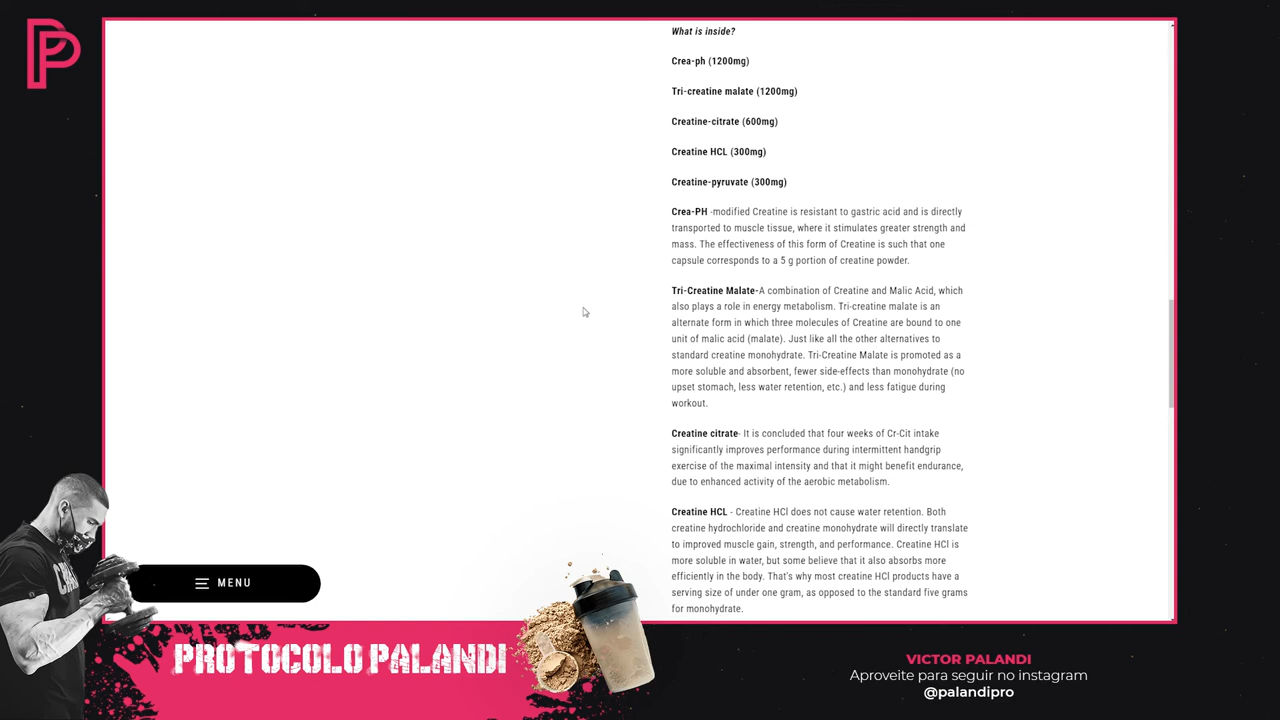 What is inside?
Crea-ph (1200mg)
Tri-creatine malate (1200mg)
Creatine-citrate (600mg)
Creatine HCL (300mg)
Creatine-pyruvate (300mg)
Crea-PH -modified Creatine is resistant to gastric acid and is directly
transported to muscle tissue, where it stimulates greater strength and
mass. The effectiveness of this form of Creatine is such that one
capsule corresponds to a 5 g portion of creatine powder.
Tri-Creatine Malate-A combination of Creatine and Malic Acid, which
also plays a role in energy metabolism. Tri-creatine malate is an
alternate form in which three molecules of Creatine are bound to one
unit of malic acid (malate). Just like all the other alternatives to
standard creatine monohydrate. Tri-Creatine Malate is promoted as a
more soluble and absorbent, fewer side-effects than monohydrate (no
upset stomach, less water retention, etc.) and less fatigue during
workout.
Creatine citrate- It is concluded that four weeks of Cr-Cit intake
significantly improves performance during intermittent handgrip
exercise of the maximal intensity and that it might benefit endurance,
due to enhanced activity of the aerobic metabolism.
Creatine HCL - Creatine HCl does not cause water retention. Both
creatine hydrochloride and creatine monohydrate will directly translate
to improved muscle gain, strength, and performance. Creatine HCl is
more soluble in water, but some believe that it also absorbs more
efficiently in the body. That's why most creatine HCl products have a
serving size of under one gram, as opposed to the standard five grams
for monohydrate.
MENU
PROTOCOLO PALANDI
VICTOR PALANDI
Aproveite para seguir no instagram
@palandipro